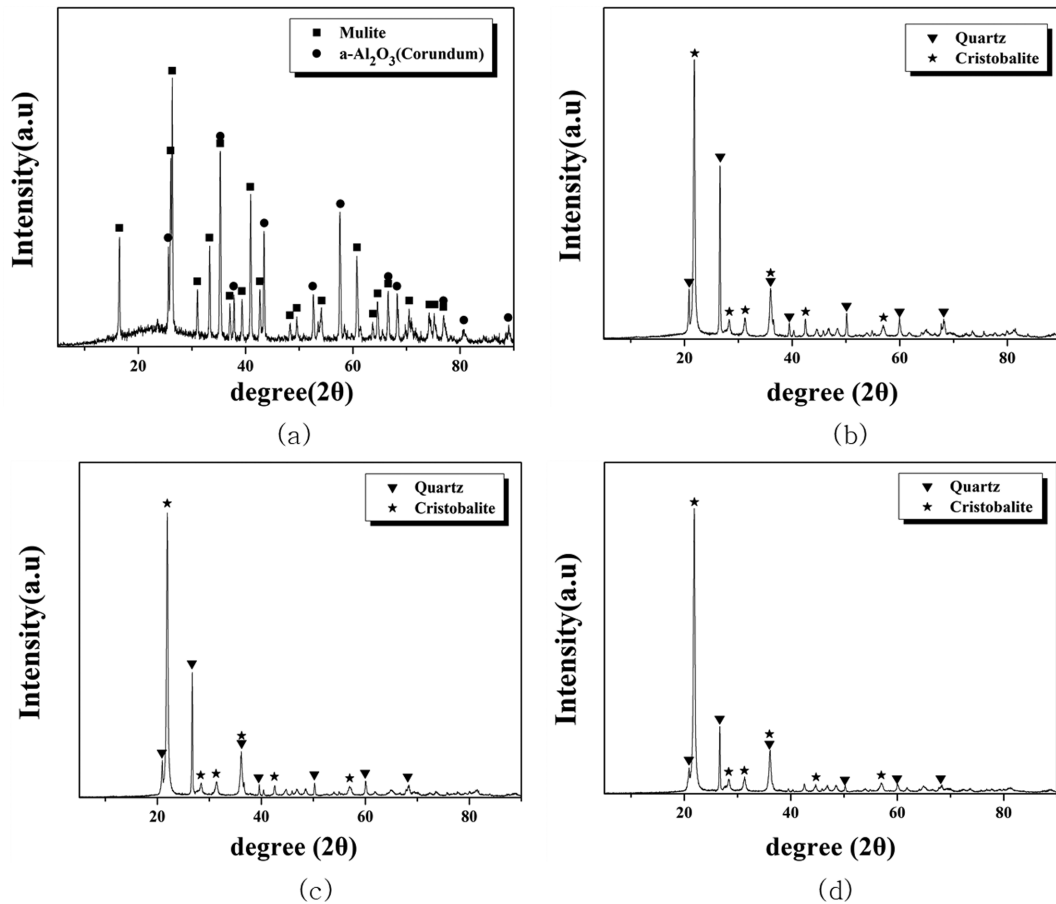 Intensity(a.u)
■ Mulite
● a-Al₂O₃(Corundum)
20 40 60 80
degree(2θ)
(a)
Intensity(a.u)
▼ Quartz
★ Cristobalite
20 40 60 80
degree (2θ)
(b)
Intensity(a.u)
▼ Quartz
★ Cristobalite
20 40 60 80
degree (2θ)
(c)
Intensity(a.u)
▼ Quartz
★ Cristobalite
20 40 60 80
degree (2θ)
(d)